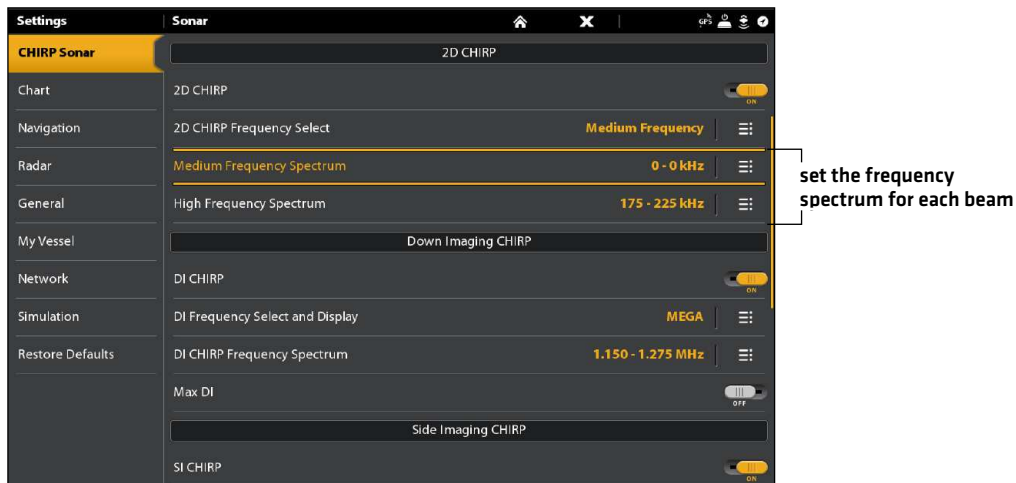 Settings
Sonar
GPS
CHIRP Sonar
2D CHIRP
Chart
2D CHIRP
ON
Navigation
2D CHIRP Frequency Select
Medium Frequency
Radar
Medium Frequency Spectrum
0 - 0 kHz
General
High Frequency Spectrum
175 - 225 kHz
set the frequency
spectrum for each beam
My Vessel
Down Imaging CHIRP
Network
DI CHIRP
ON
Simulation
DI Frequency Select and Display
MEGA
Restore Defaults
DI CHIRP Frequency Spectrum
1.150 - 1.275 MHz
Max DI
OFF
Side Imaging CHIRP
SI CHIRP
ON